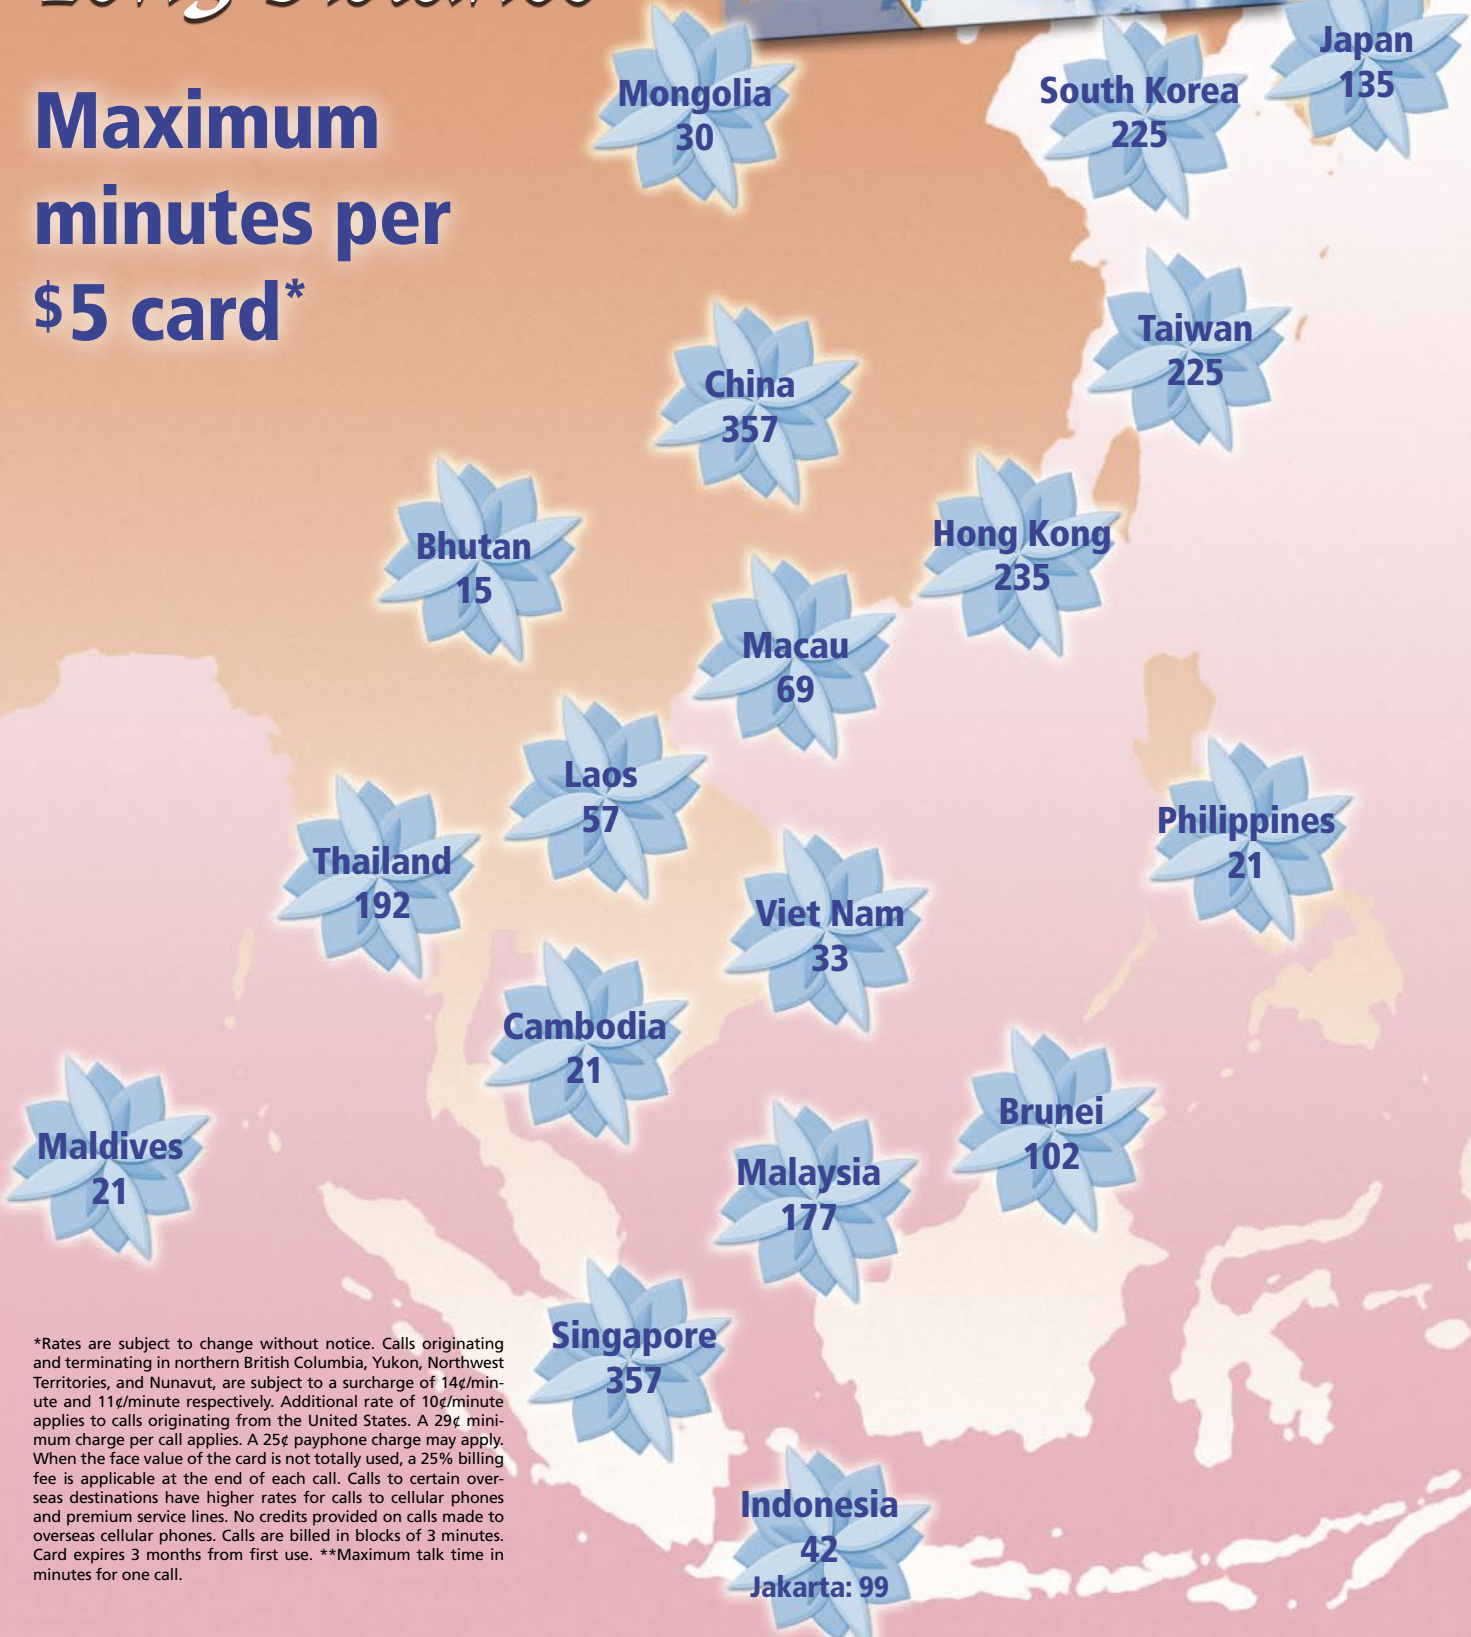 Long Distance
Maximum
minutes per
$5 card*
Mongolia
30
South Korea
225
Japan
135
Taiwan
225
China
357
Bhutan
15
Hong Kong
235
Macau
69
Laos
57
Thailand
192
Philippines
21
Viet Nam
33
Cambodia
21
Maldives
21
Brunei
102
Malaysia
177
Singapore
357
Indonesia
42
Jakarta: 99
*Rates are subject to change without notice. Calls originating
and terminating in northern British Columbia, Yukon, Northwest
Territories, and Nunavut, are subject to a surcharge of 14¢/min-
ute and 11¢/minute respectively. Additional rate of 10¢/minute
applies to calls originating from the United States. A 29¢ mini-
mum charge per call applies. A 25¢ payphone charge may apply.
When the face value of the card is not totally used, a 25% billing
fee is applicable at the end of each call. Calls to certain over-
seas destinations have higher rates for calls to cellular phones
and premium service lines. No credits provided on calls made to
overseas cellular phones. Calls are billed in blocks of 3 minutes.
Card expires 3 months from first use. **Maximum talk time in
minutes for one call.